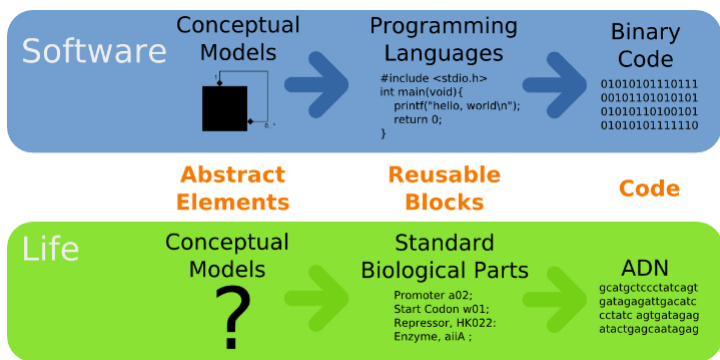 Software
Conceptual
Models
Programming
Languages
#include <stdio.h>
int main(void){
printf("hello, world\n");
return 0;
}
Binary
Code
01010101110111
00101101010101
01010110100101
01010101111110
Abstract
Elements
Reusable
Blocks
Code
Life
Conceptual
Models
?
Standard
Biological Parts
Promoter a02;
Start Codon w01;
Repressor, HK022:
Enzyme, aiiA ;
ADN
gcatgctccctatcagt
gatagagattgacatc
cctatc agtgatagag
atactgagcaatagag